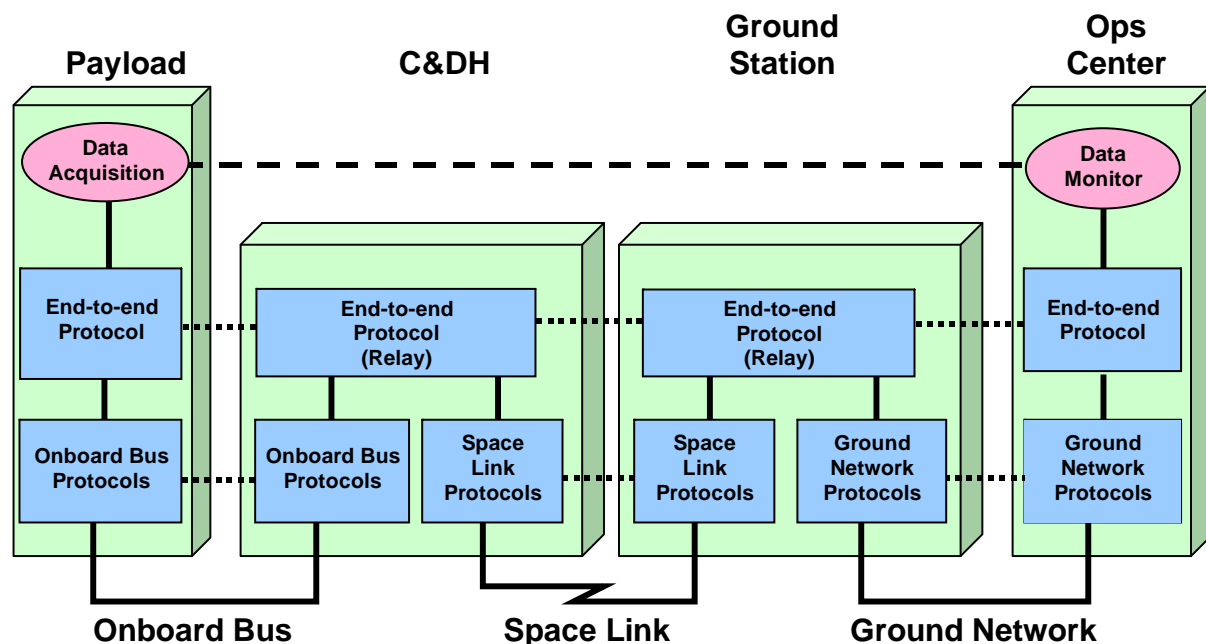 Payload
C&DH
Ground
Station
Ops
Center
Data
Acquisition
Data
Monitor
End-to-end
Protocol
End-to-end
Protocol
(Relay)
End-to-end
Protocol
(Relay)
End-to-end
Protocol
Onboard Bus
Protocols
Onboard Bus
Protocols
Space
Link
Protocols
Space
Link
Protocols
Ground
Network
Protocols
Ground
Network
Protocols
Onboard Bus
Space Link
Ground Network